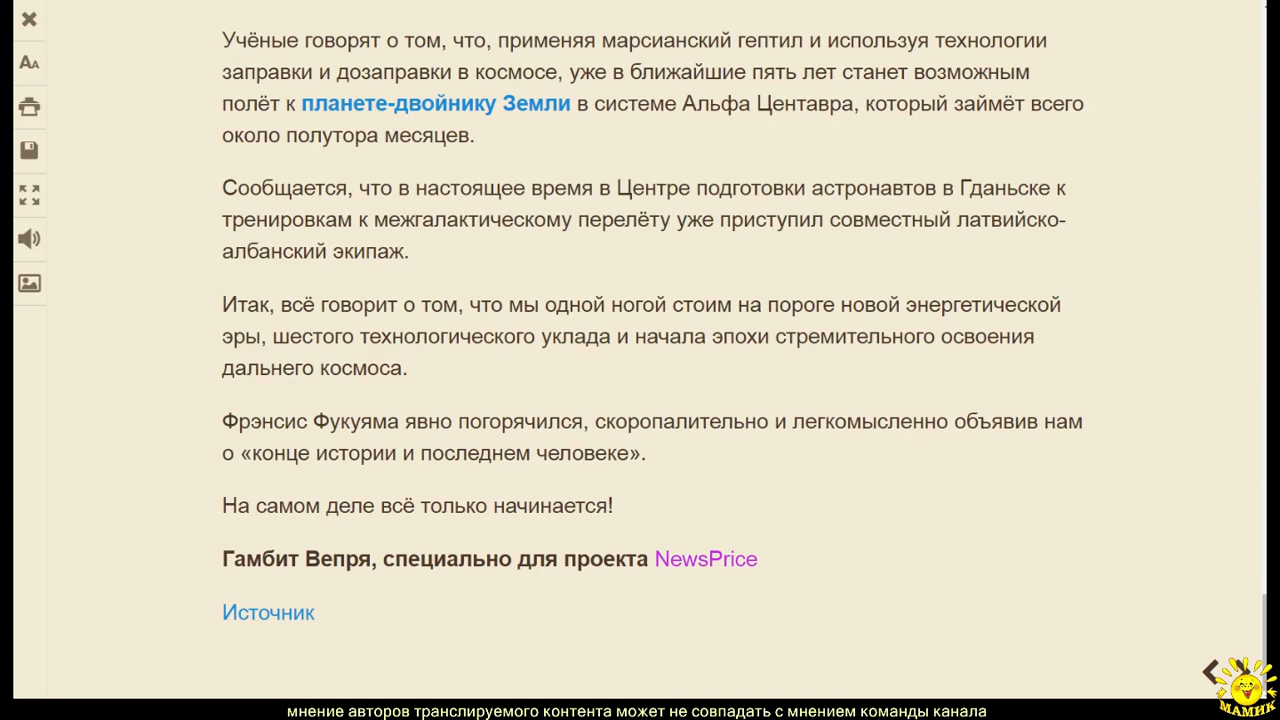 Учёные говорят о том, что, применяя марсианский гептил и используя технологии
заправки и дозаправки в космосе, уже в ближайшие пять лет станет возможным
полёт к планете-двойнику Земли в системе Альфа Центавра, который займёт всего
около полутора месяцев.
Сообщается, что в настоящее время в Центре подготовки астронавтов в Гданьске к
тренировкам к межгалактическому перелёту уже приступил совместный латвийско-
албанский экипаж.
Итак, всё говорит о том, что мы одной ногой стоим на пороге новой энергетической
эры, шестого технологического уклада и начала эпохи стремительного освоения
дальнего космоса.
Фрэнсис Фукуяма явно погорячился, скоропалительно и легкомысленно объявив нам
о «конце истории и последнем человеке».
На самом деле всё только начинается!
Гамбит Вепря, специально для проекта NewsPrice
Источник
МАМИК
мнение авторов транслируемого контента может не совпадать с мнением команды канала